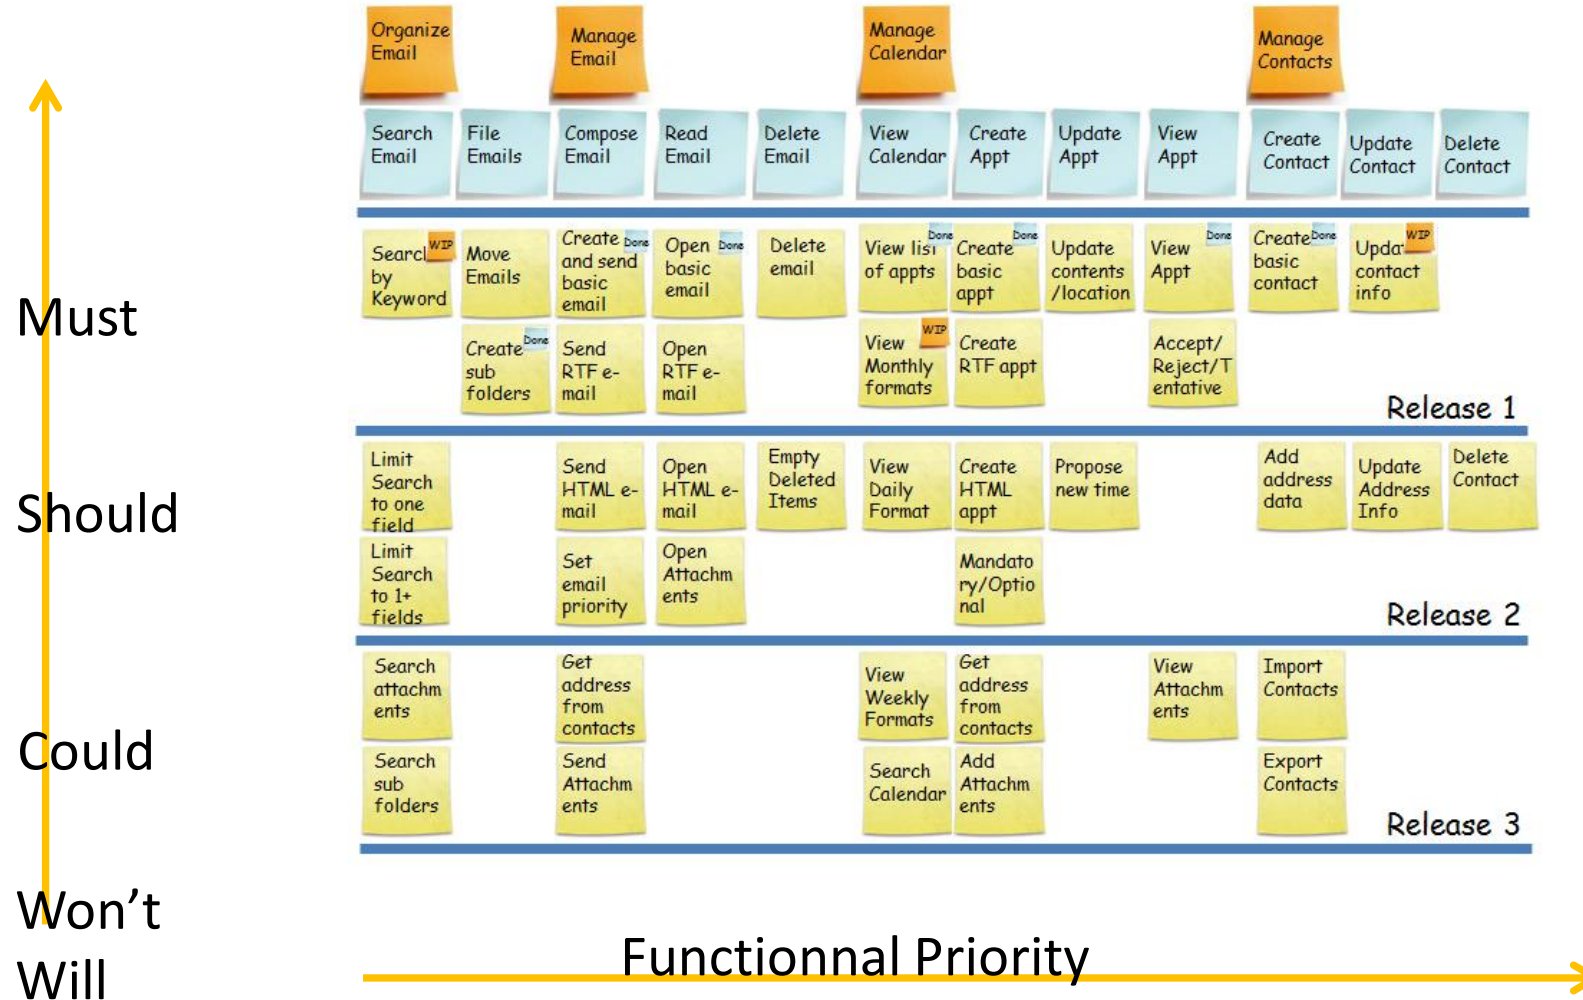 Organize
Email
Manage
Email
Manage
Calendar
Manage
Contacts
Search
Email
File
Emails
Compose
Email
Read
Email
Delete
Email
View
Calendar
Create
Appt
Update
Appt
View
Appt
Create
Contact
Update
Contact
Delete
Contact
Must
WIP
by
Keyword
Move
Emails
Create
and send
basic
email
Done
Open
basic
email
Done
Delete
email
View list
of appts
Done
Create
basic
appt
Done
Update
contents
/location
View
Appt
Done
Create
basic
contact
Done
WIP
contact
info
Create
sub
folders
Done
Send
RTF e-
mail
Open
RTF e-
mail
View
Monthly
formats
WIP
Create
RTF appt
Accept/
Reject/T
entative
Release 1
Should
Limit
Search
to one
field
Send
HTML e-
mail
Open
HTML e-
mail
Empty
Deleted
Items
View
Daily
Format
Create
HTML
appt
Propose
new time
Add
address
data
Update
Address
Info
Delete
Contact
Limit
Search
to 1+
fields
Set
email
priority
Open
Attachm
ents
Mandato
ry/Optio
nal
Release 2
Could
Search
attachm
ents
Get
address
from
contacts
View
Weekly
Formats
Get
address
from
contacts
View
Attachm
ents
Import
Contacts
Search
sub
folders
Send
Attachm
ents
Search
Calendar
Add
Attachm
ents
Export
Contacts
Release 3
Won't
Will
Functionnal Priority